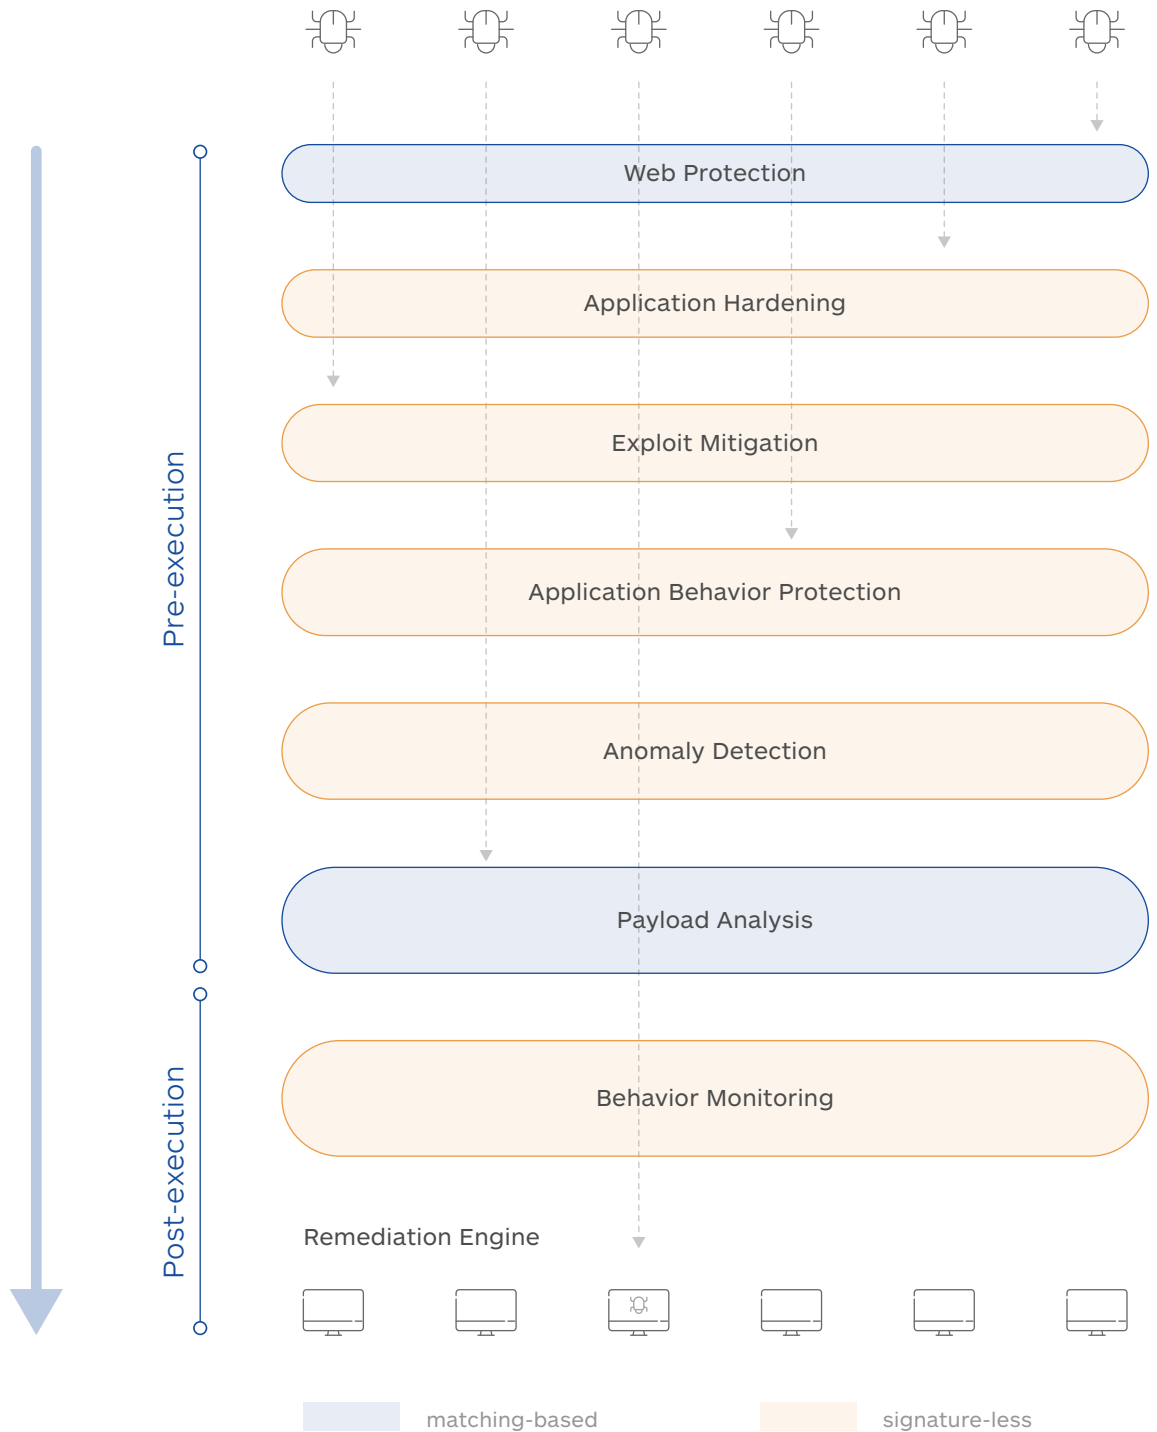 Web Protection
Application Hardening
Exploit Mitigation
Application Behavior Protection
Anomaly Detection
Payload Analysis
Behavior Monitoring
Remediation Engine
Pre-execution
Post-execution
matching-based
signature-less